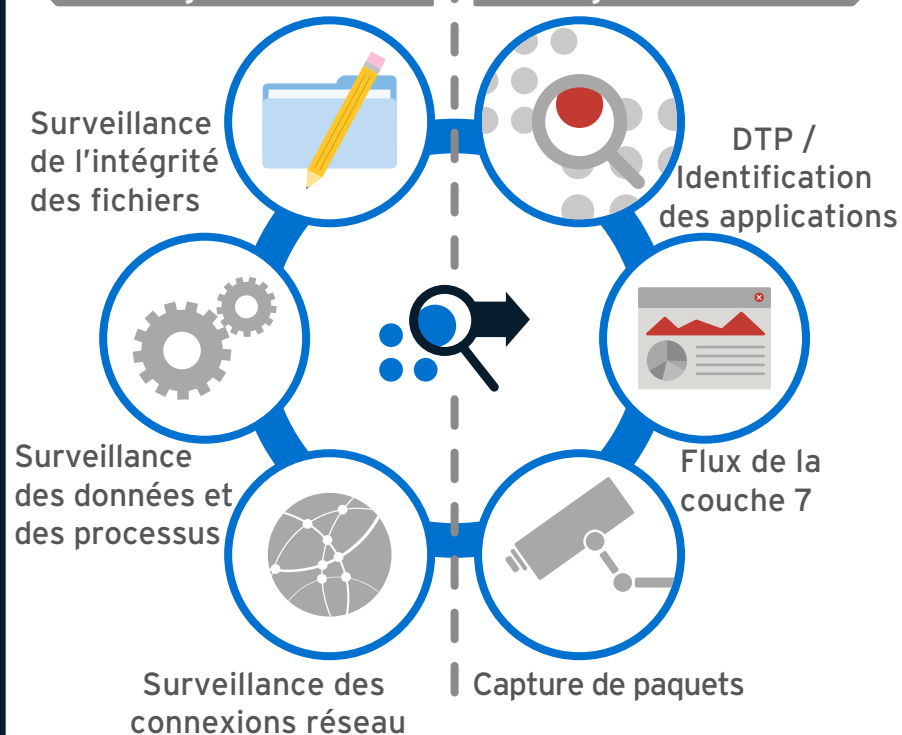 Surveillance
de l'intégrité
des fichiers
DTP /
Identification
des applications
Surveillance
des données et
des processus
Flux de la
couche 7
Surveillance des
connexions réseau
Capture de paquets